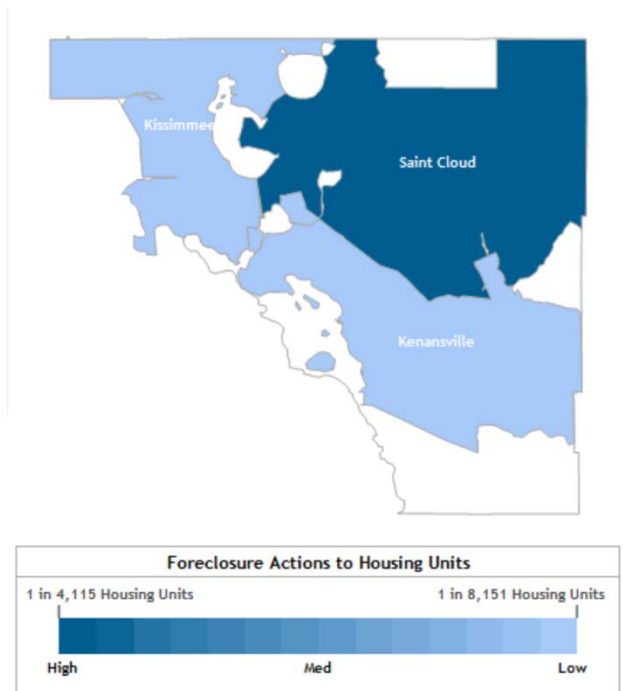 Kissimmee
Saint Cloud
Kenansville
Foreclosure Actions to Housing Units
1 in 4,115 Housing Units 1 in 8,151 Housing Units
High Med Low